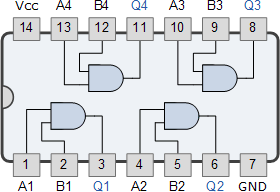 Vcc A4 B4 Q4 A3 B3 Q3
14 13 12 11 10 9 8
1 2 3 4 5 6 7
A1 B1 Q1 A2 B2 Q2 GND